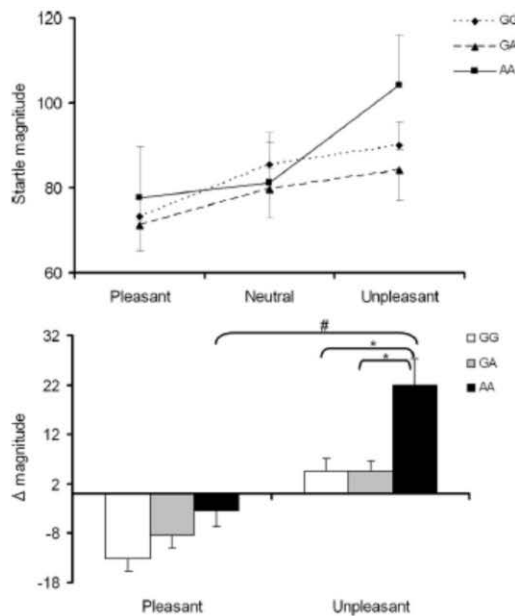 120
100
80
60
Startle magnitude
GG
GA
AA
Pleasant Neutral Unpleasant
32
22
12
2
-8
-18
Δ magnitude
#
*
*
GG
GA
AA
Pleasant Unpleasant